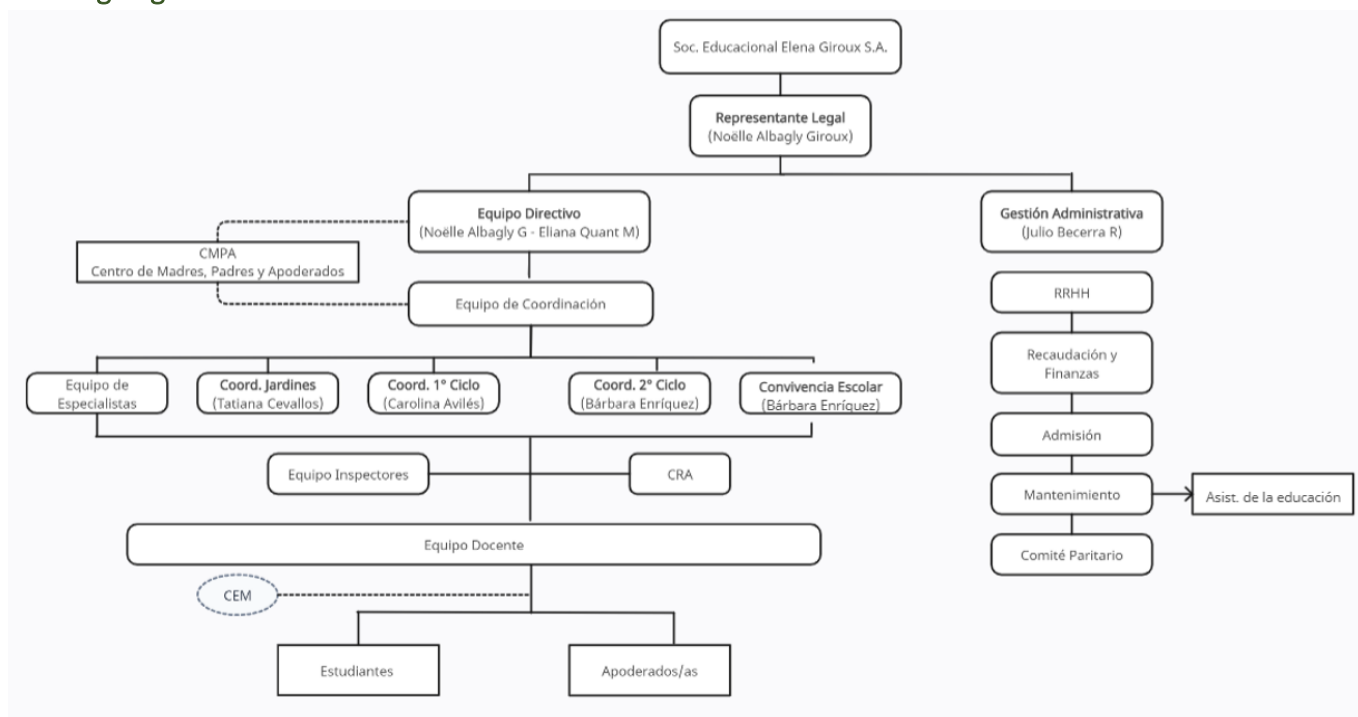 Soc. Educacional Elena Giroux S.A.
Representante Legal
(Noëlle Albagly Giroux)
Equipo Directivo
(Noëlle Albagly G - Eliana Quant M)
Gestión Administrativa
(Julio Becerra R)
CMPA
Centro de Madres, Padres y Apoderados
Equipo de Coordinación
RRHH
Recaudación y
Finanzas
Equipo de
Especialistas
Coord. Jardines
(Tatiana Cevallos)
Coord. 1º Ciclo
(Carolina Avilés)
Coord. 2º Ciclo
(Bárbara Enríquez)
Convivencia Escolar
(Bárbara Enríquez)
Admisión
Equipo Inspectores
CRA
Mantenimiento
Asist. de la educación
Equipo Docente
Comité Paritario
CEM
Estudiantes
Apoderados/as